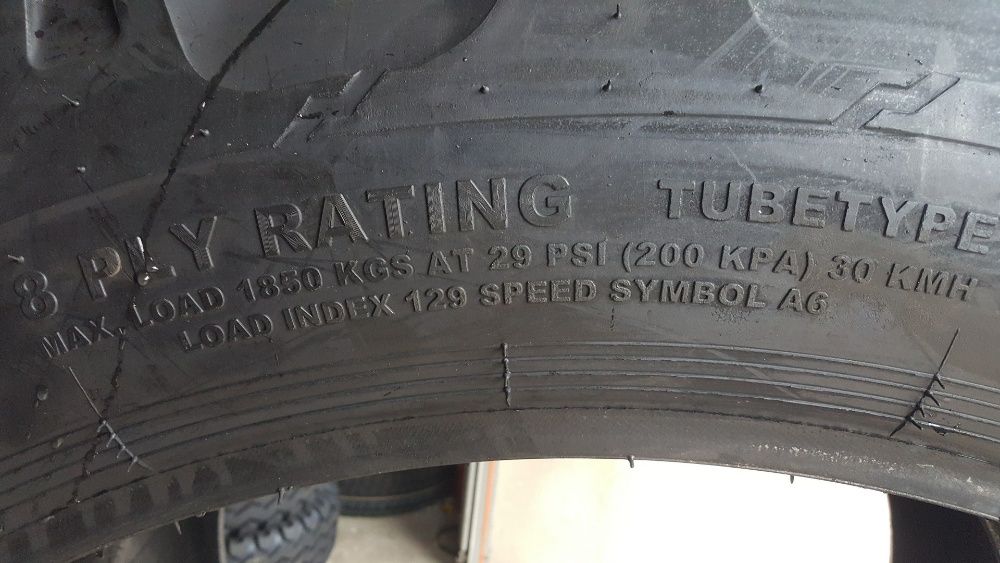 8 PLY RATING TUBETYPE
MAX. LOAD 1850 KGS AT 29 PSI (200 KPA) 30 KMH
LOAD INDEX 129 SPEED SYMBOL A6